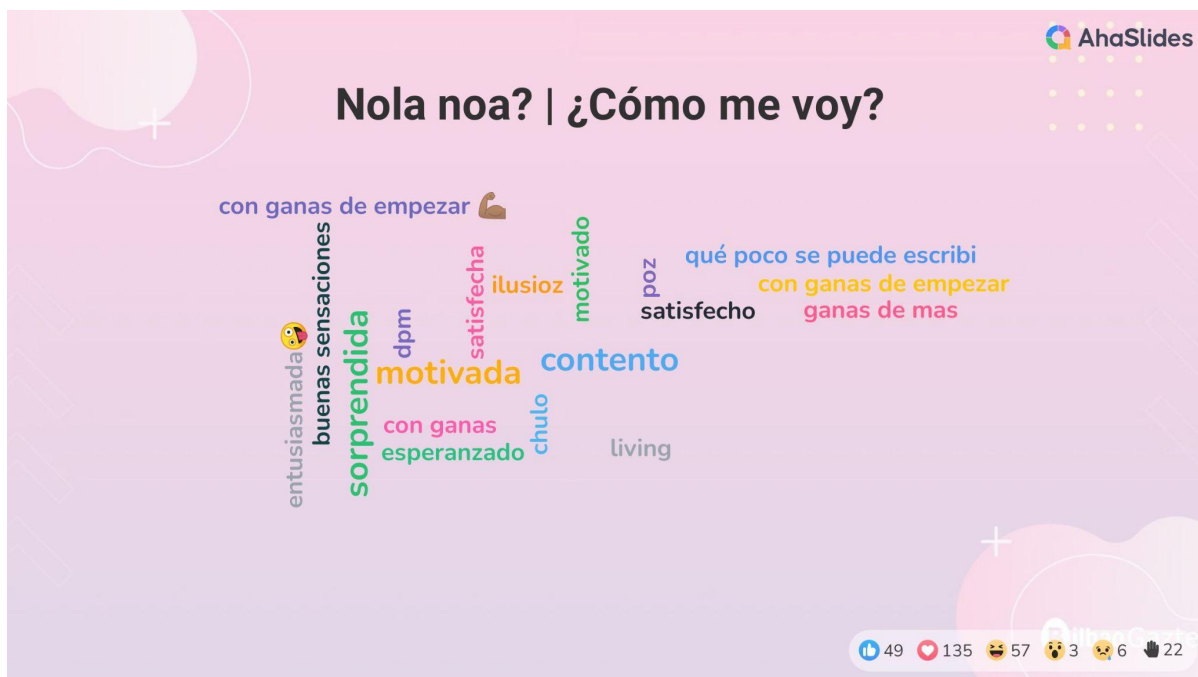 AhaSlides
Nola noa? | ¿Cómo me voy?
con ganas de empezar 💪🏽
buenas sensaciones
entusiasmada🤪
sorprendida
dpm
satisfecha
ilusioz
motivado
motivada
contento
poz
qué poco se puede escribi
con ganas de empezar
satisfecho
ganas de mas
con ganas
esperanzado
chulo
living
Bilbao Gazte
49 135 57 3 6 22